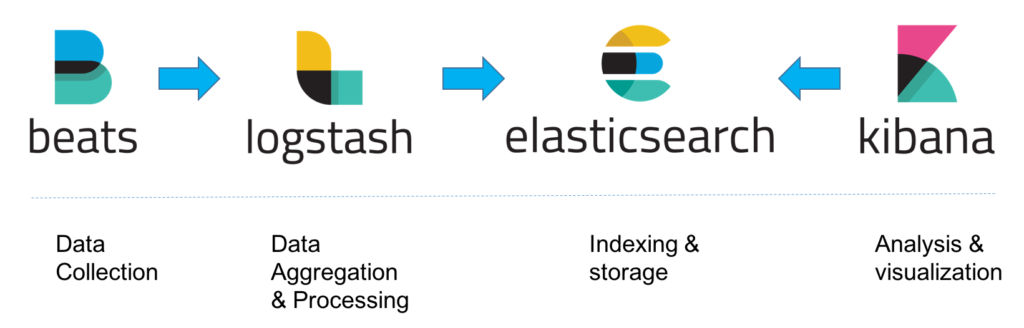 beats
logstash
elasticsearch
kibana
Data
Collection
Data
Aggregation
& Processing
Indexing &
storage
Analysis &
visualization